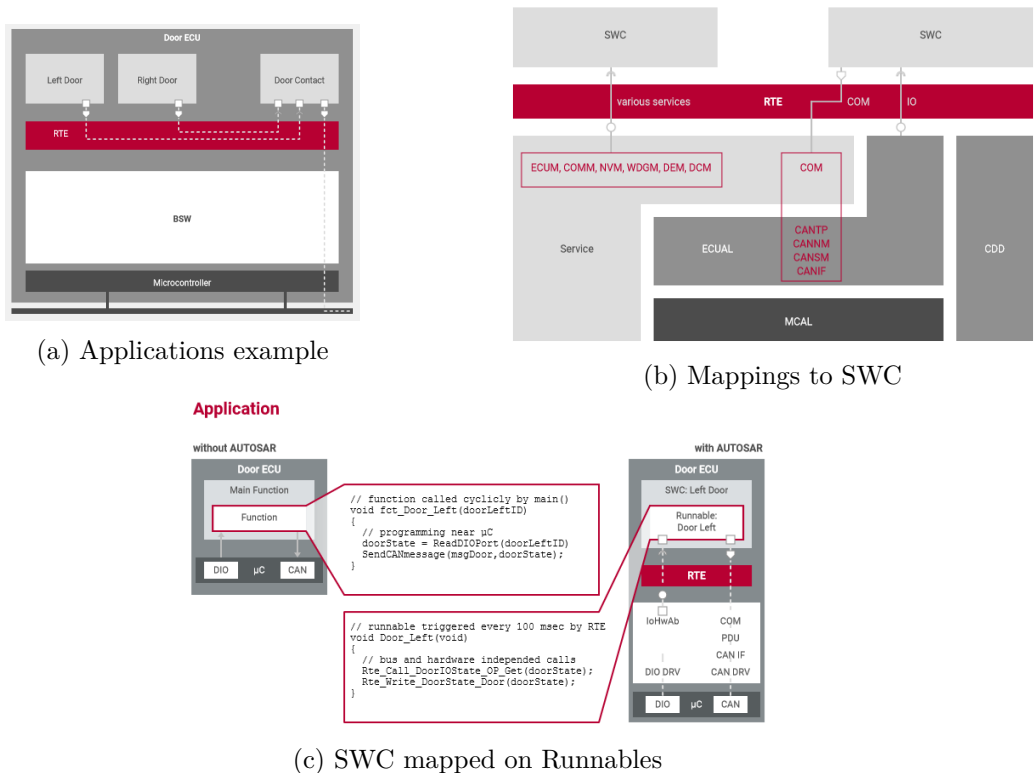 Door ECU
Left Door
Right Door
Door Contact
RTE
BSW
Microcontroller
(a) Applications example
SWC
SWC
various services
RTE
COM
IO
ECUM, COMM, NVM, WDGM, DEM, DCM
COM
Service
ECUAL
CANTP
CANNM
CANSM
CANIF
CDD
MCAL
(b) Mappings to SWC
Application
without AUTOSAR
Door ECU
Main Function
Function
DIO
µC
CAN
// function called cyclicly by main()
void fct_Door_Left(doorLeftID)
{
// programming near µC
doorState = ReadDIOPort(doorLeftID)
SendCANmessage(msgDoor,doorState);
}
// runnable triggered every 100 msec by RTE
void Door_Left(void)
{
// bus and hardware independed calls
Rte_Call_DoorIOState_OP_Get(doorState);
Rte_Write_DoorState_Door(doorState);
}
with AUTOSAR
Door ECU
SWC: Left Door
Runnable:
Door Left
RTE
IoHwAb
COM
PDU
CAN IF
DIO DRV
CAN DRV
DIO
µC
CAN
(c) SWC mapped on Runnables